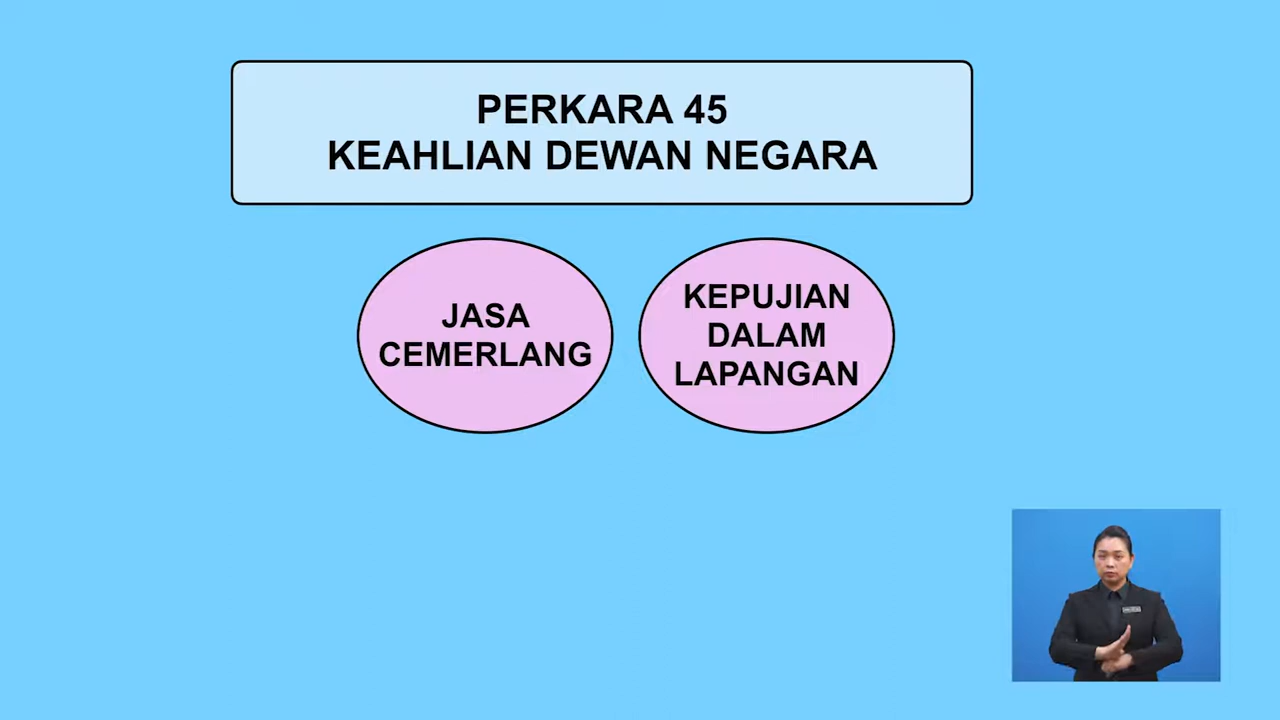 PERKARA 45
KEAHLIAN DEWAN NEGARA
JASA
CEMERLANG
KEPUJIAN
DALAM
LAPANGAN